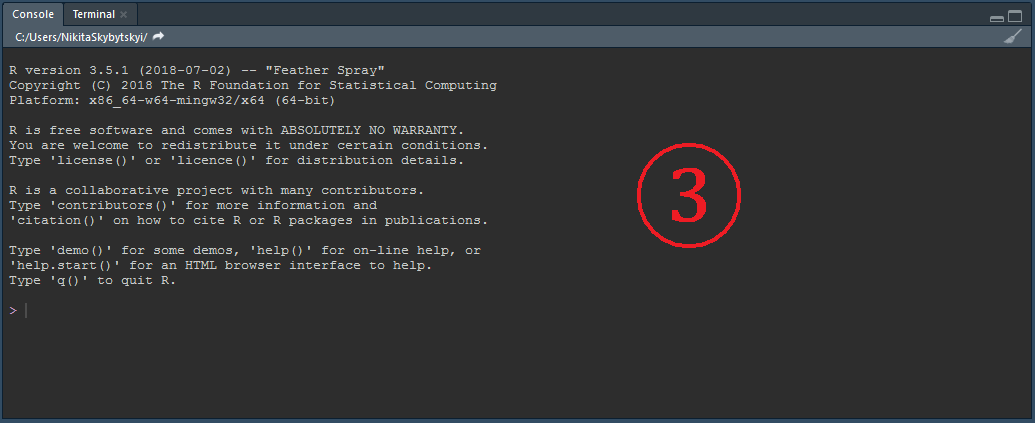 Console Terminal
C:/Users/NikitaSkybytskyi/
R version 3.5.1 (2018-07-02) -- "Feather Spray"
Copyright (C) 2018 The R Foundation for Statistical Computing
Platform: x86_64-w64-mingw32/x64 (64-bit)
R is free software and comes with ABSOLUTELY NO WARRANTY.
You are welcome to redistribute it under certain conditions.
Type 'license()' or 'licence()' for distribution details.
R is a collaborative project with many contributors.
Type 'contributors()' for more information and
'citation()' on how to cite R or R packages in publications.
Type 'demo()' for some demos, 'help()' for on-line help, or
'help.start()' for an HTML browser interface to help.
Type 'q()' to quit R.
>
3